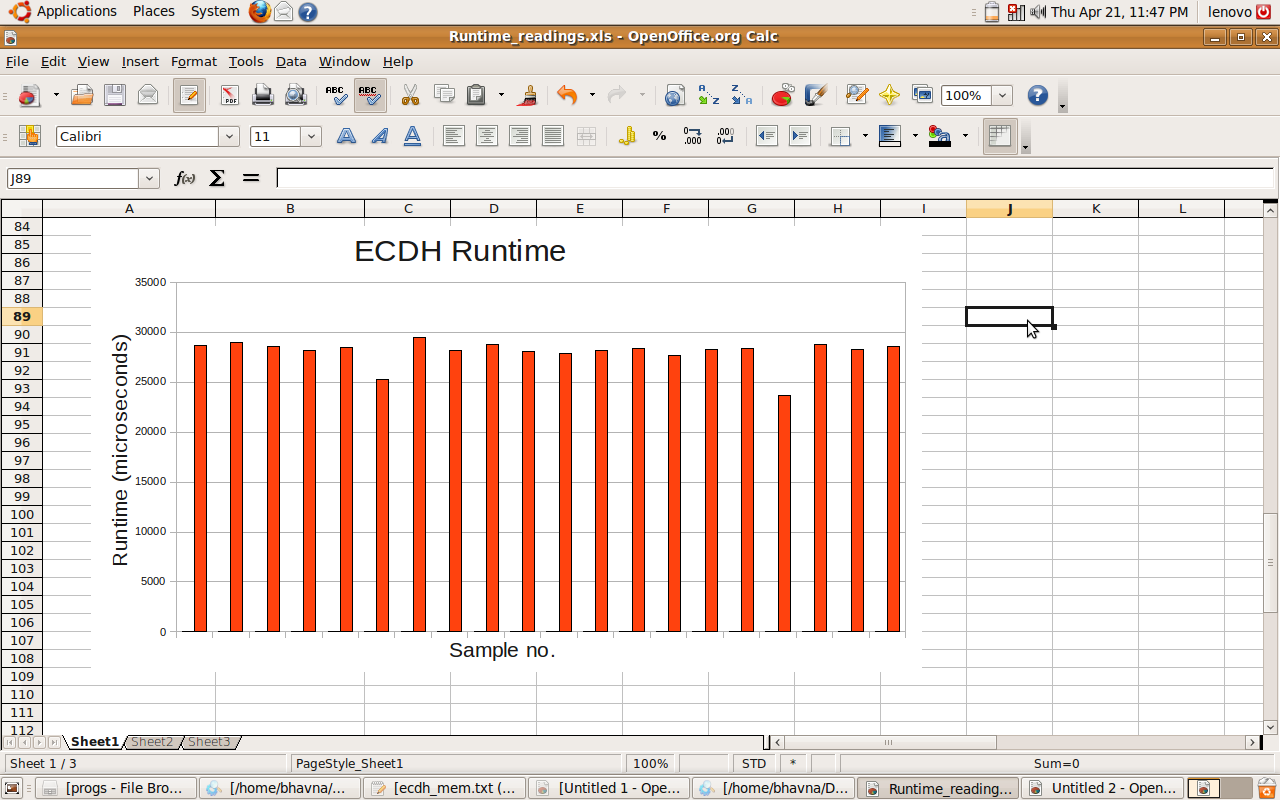 Applications Places System Thu Apr 21, 11:47 PM lenovo
Runtime_readings.xls - OpenOffice.org Calc
File Edit View Insert Format Tools Data Window Help
PDF ABC ABC A Z Z A 100% ?
Calibri 11 A A A %
J89 f(x) Σ =
A B C D E F G H I J K L
84
85
86
87
88
89
90
91
92
93
94
95
96
97
98
99
100
101
102
103
104
105
106
107
108
109
110
111
112
ECDH Runtime
Runtime (microseconds)
35000
30000
25000
20000
15000
10000
5000
0
Sample no.
Sheet1 Sheet2 Sheet3
Sheet 1 / 3 PageStyle_Sheet1 100% STD * Sum=0
[progs - File Bro... [/home/bhavna/... [ecdh_mem.txt (... [Untitled 1 - Ope... [/home/bhavna/D... Runtime_reading... Untitled 2 - Open...